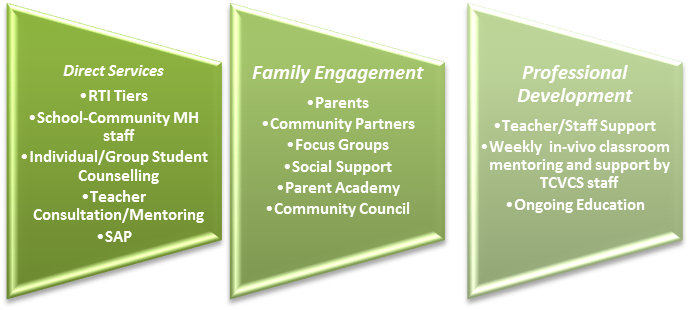 Direct Services
•RTI Tiers
•School-Community MH
staff
•Individual/Group Student
Counselling
•Teacher
Consultation/Mentoring
•SAP
Family Engagement
•Parents
•Community Partners
•Focus Groups
•Social Support
•Parent Academy
•Community Council
Professional
Development
•Teacher/Staff Support
•Weekly in-vivo classroom
mentoring and support by
TCVCS staff
•Ongoing Education